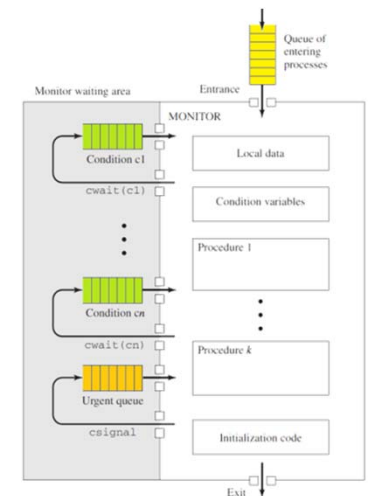 Queue of
entering
processes
Entrance
Monitor waiting area
MONITOR
Condition c1
cwait(c1)
Local data
Condition variables
Procedure 1
Condition cn
cwait(cn)
Procedure k
Urgent queue
csignal
Initialization code
Exit